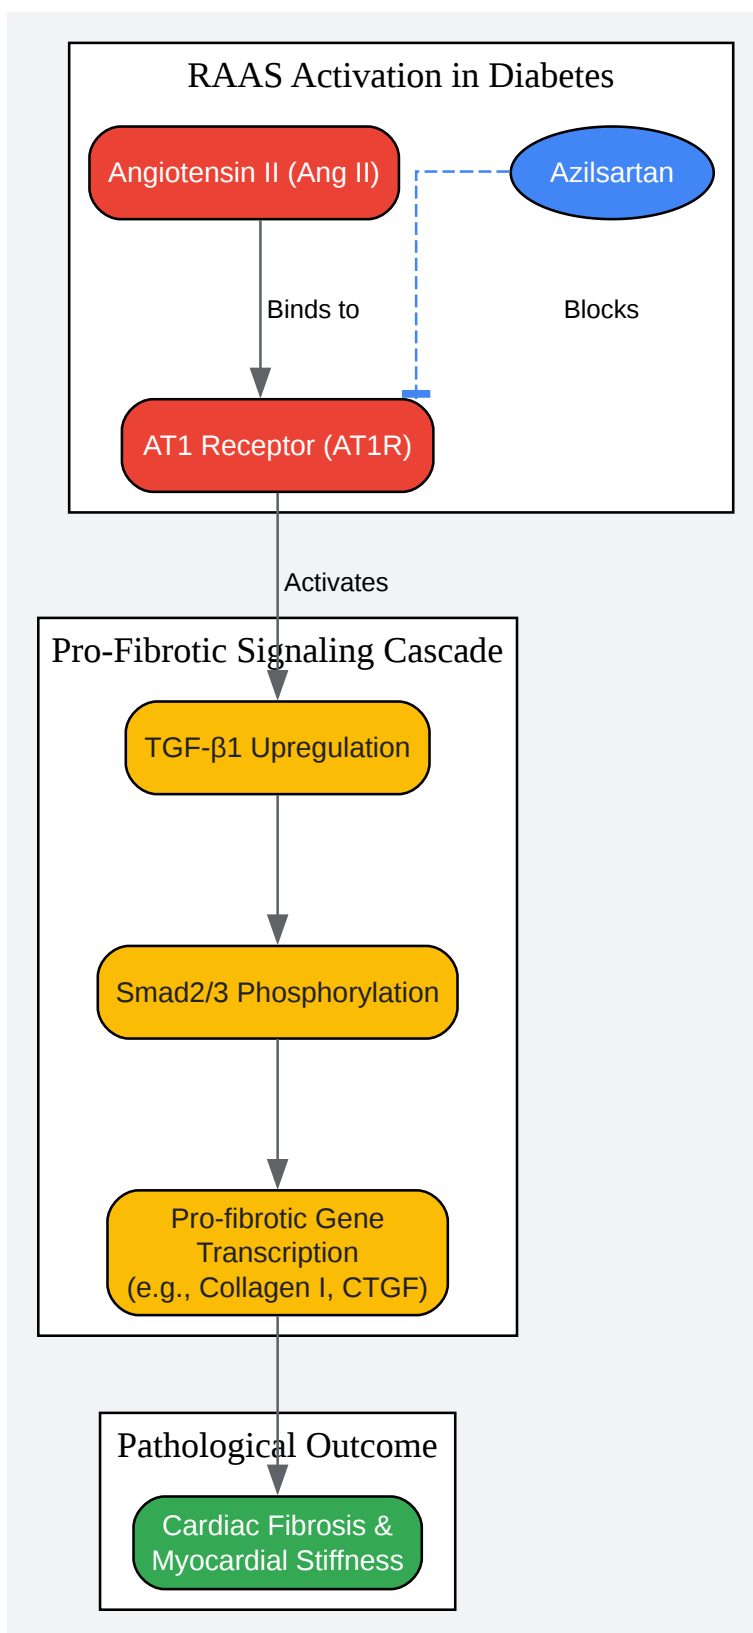 RAAS Activation in Diabetes
Angiotensin II (Ang II)
Azilsartan
Binds to
Blocks
AT1 Receptor (AT1R)
Activates
Pro-Fibrotic Signaling Cascade
TGF-β1 Upregulation
Smad2/3 Phosphorylation
Pro-fibrotic Gene
Transcription
(e.g., Collagen I, CTGF)
Pathological Outcome
Cardiac Fibrosis &
Myocardial Stiffness